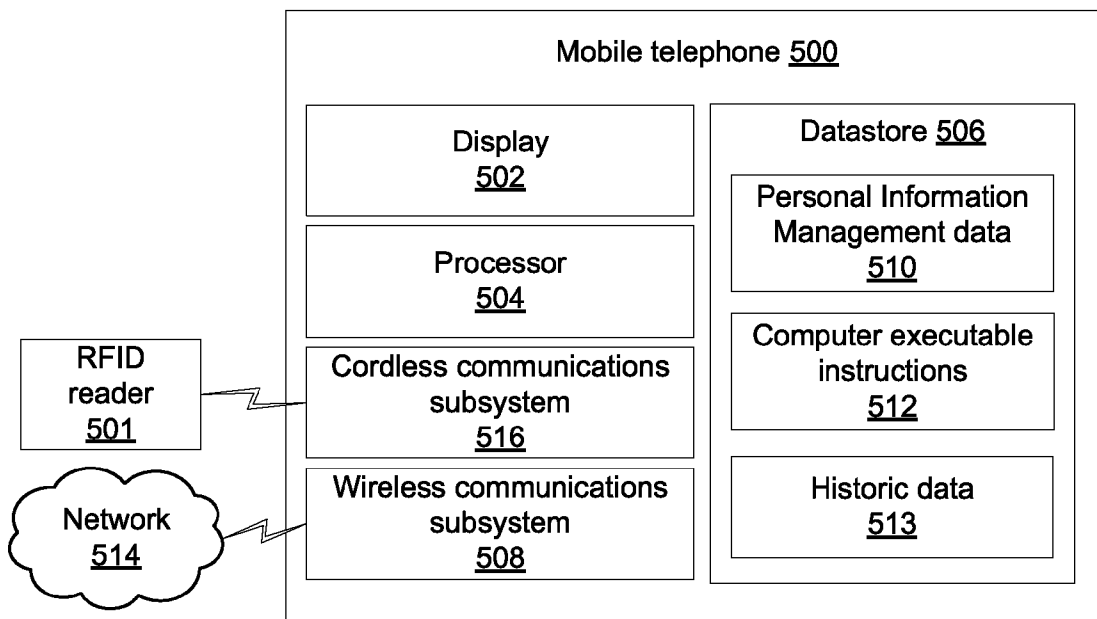 Mobile telephone 500
Display
502
Processor
504
Cordless communications
subsystem
516
Wireless communications
subsystem
508
Datastore 506
Personal Information
Management data
510
Computer executable
instructions
512
Historic data
513
RFID
reader
501
Network
514